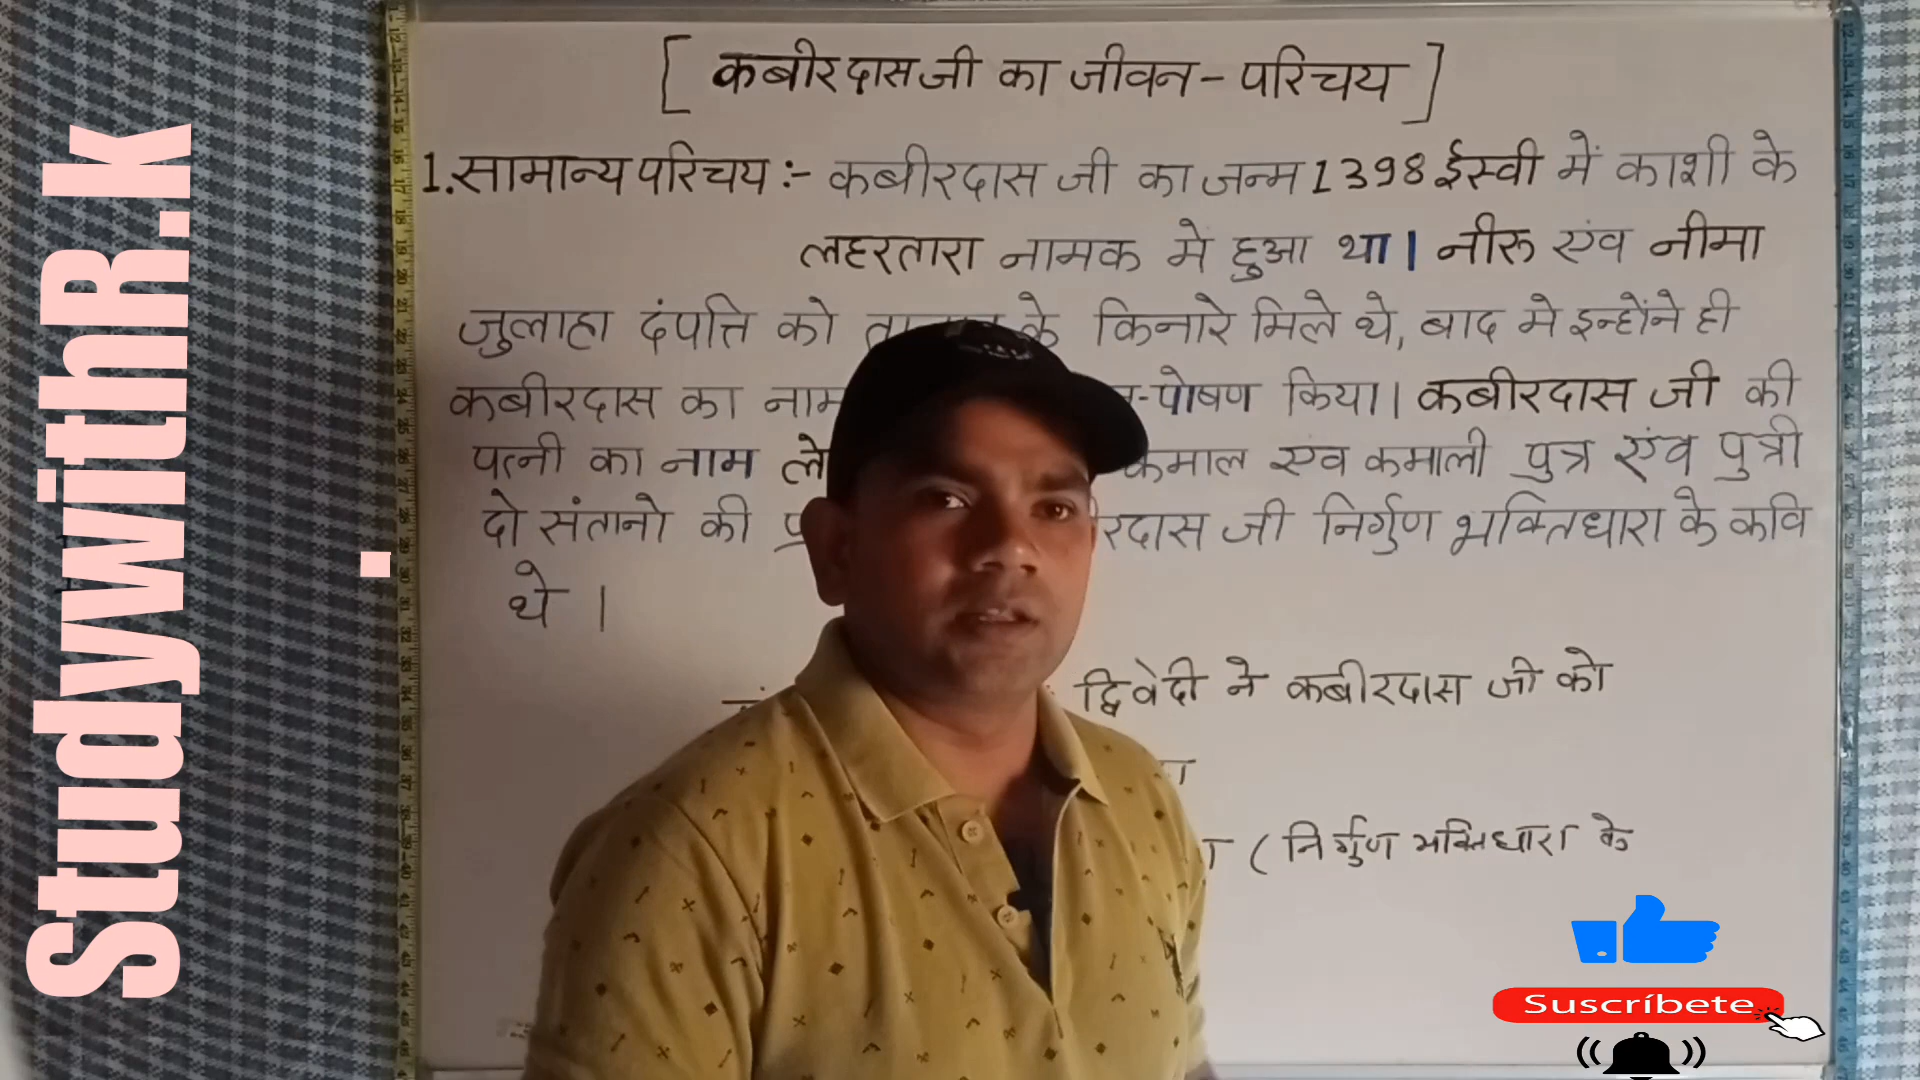 StudywithR.k.
[ कबीरदास जी का जीवन - परिचय ]
1. सामान्य परिचय :- कबीरदास जी का जन्म 1398 ईस्वी में काशी के
लहरतारा नामक मे हुआ था। नीरु एंव नीमा
जुलाहा दंपत्ति को के किनारे मिले थे, बाद मे इन्होंने ही
कबीरदास का नाम -पोषण किया। कबीरदास जी की
पत्नी का नाम कमाल एंव कमाली पुत्र एंव पुत्री
दो संतानो की रदास जी निर्गुण भक्तिधारा के कवि
थे ।
द्विवेदी ने कबीरदास जी को
( निर्गुण भक्तिधारा के
Suscríbete